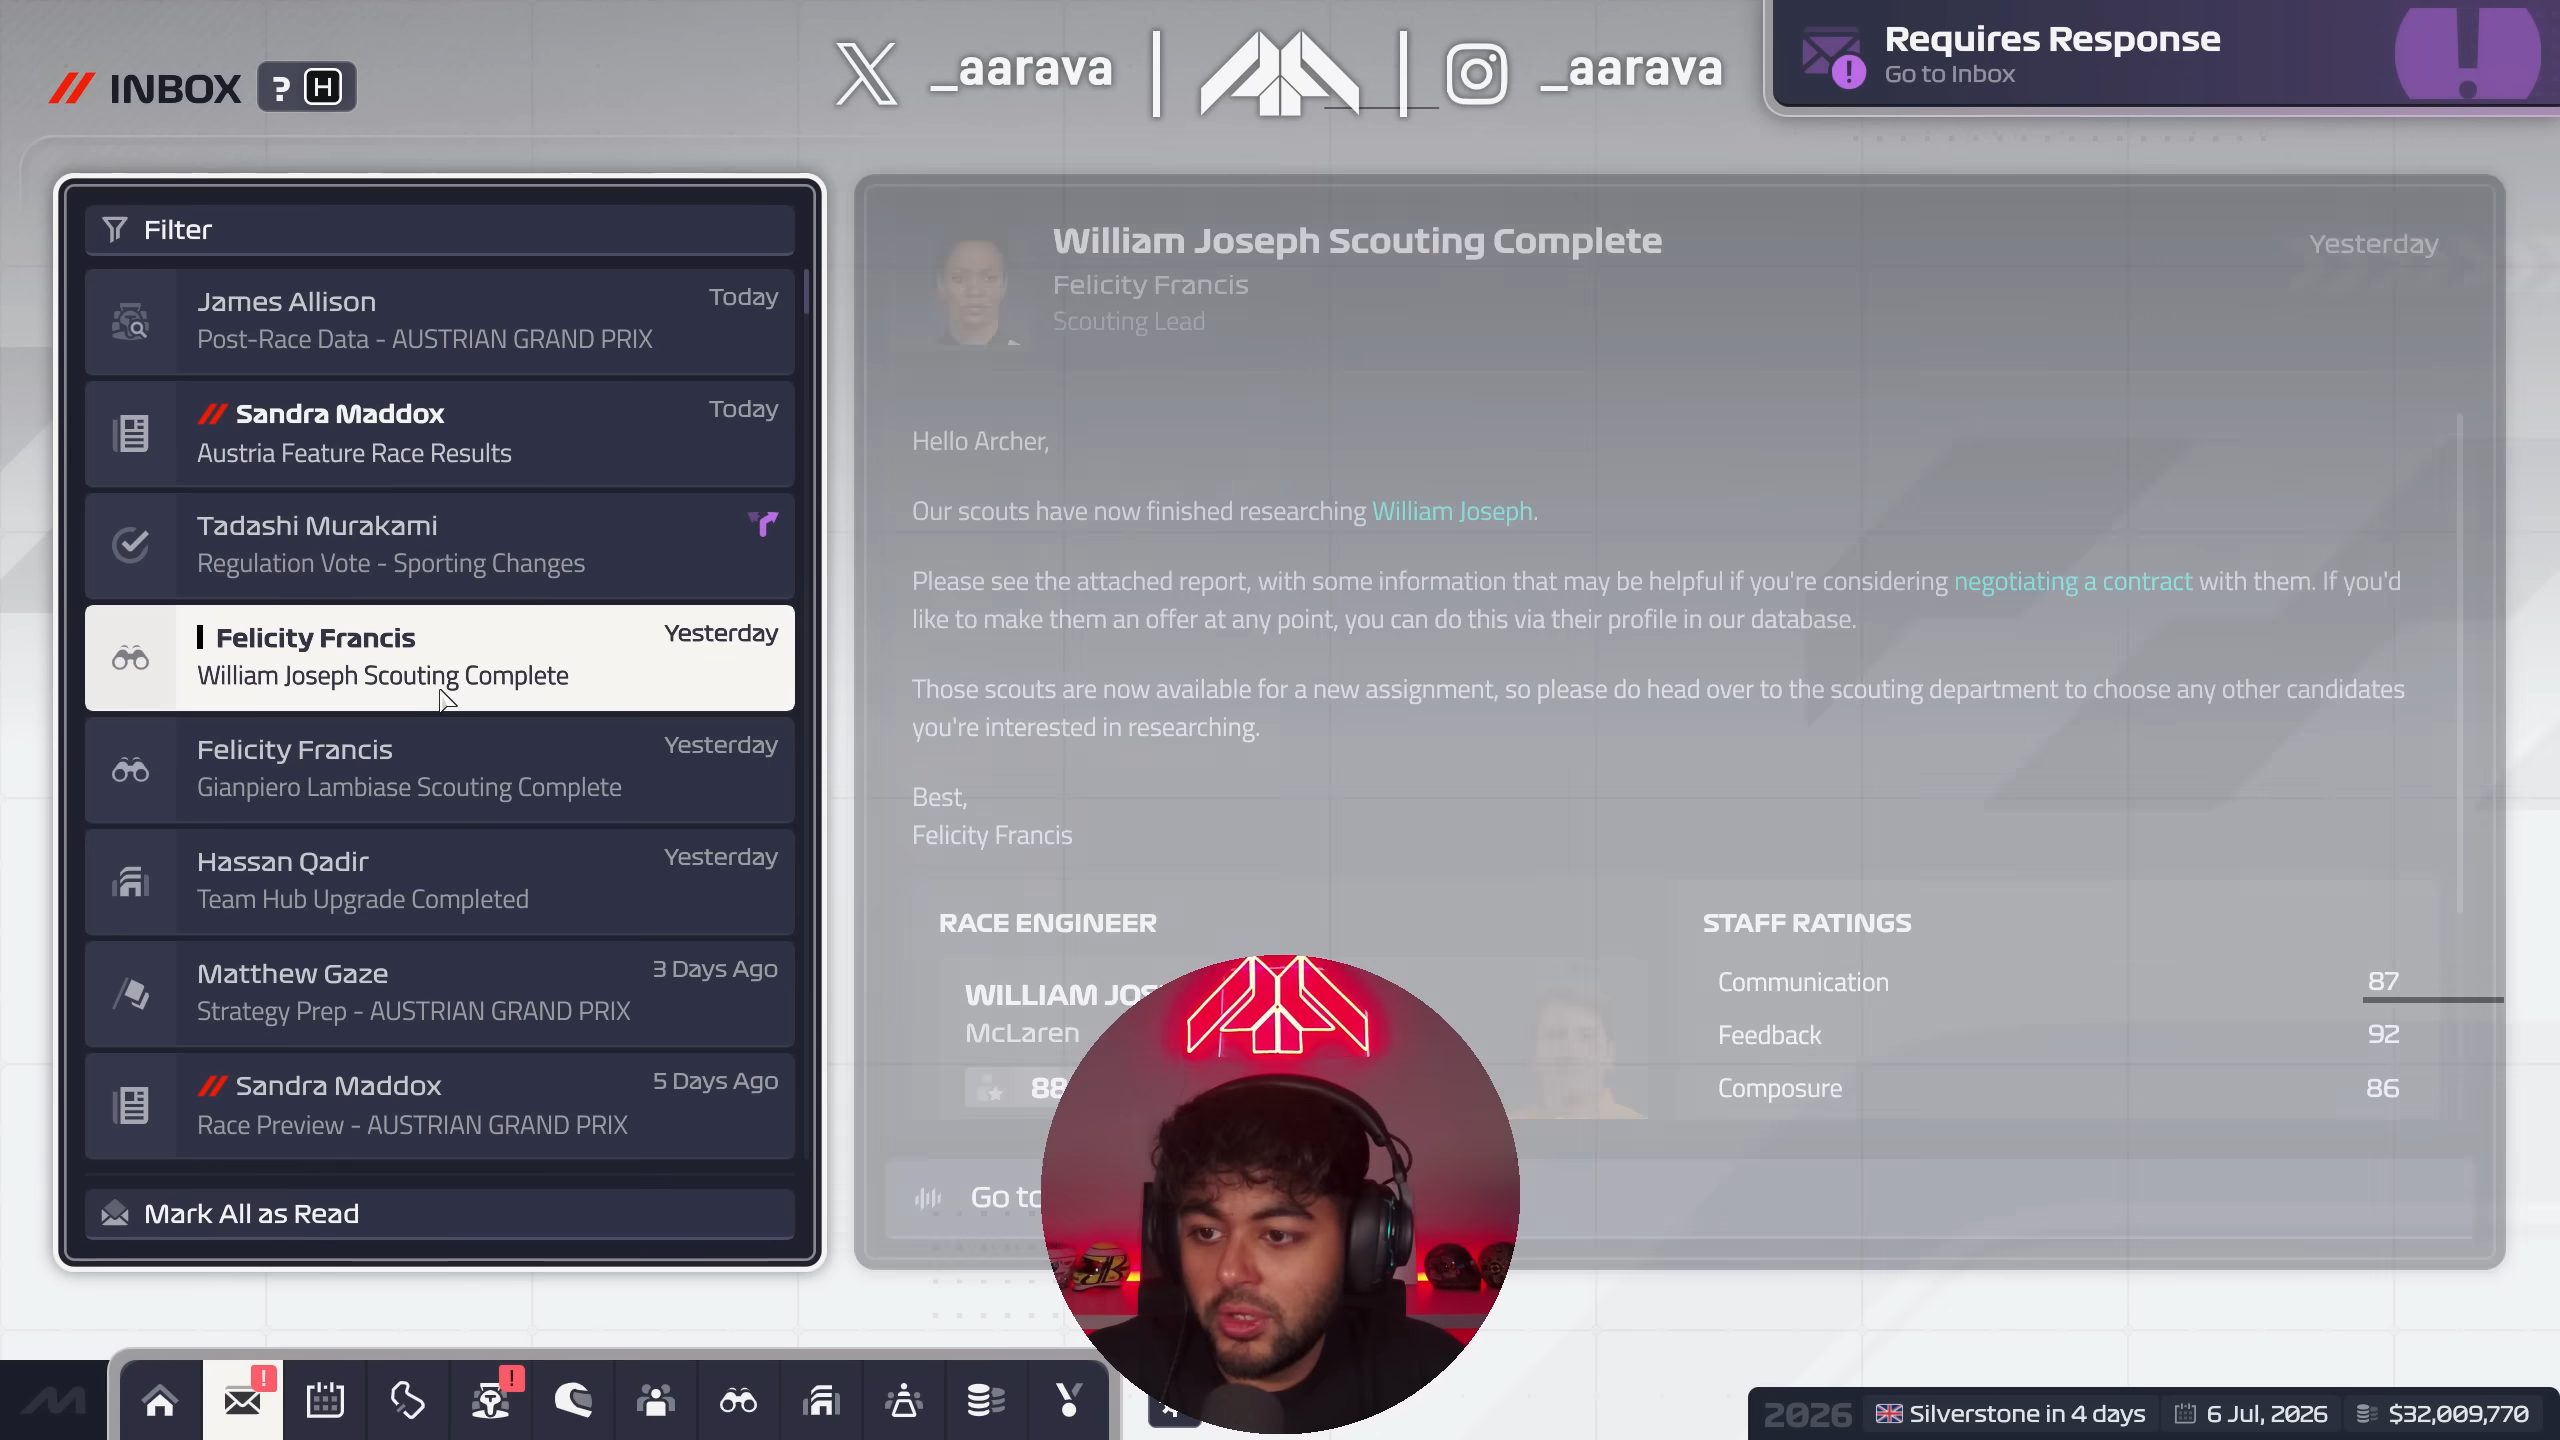 INBOX
? H
_aarava
_aarava
Requires Response
Go to Inbox
Filter
James Allison
Today
Post-Race Data - AUSTRIAN GRAND PRIX
Sandra Maddox
Today
Austria Feature Race Results
Tadashi Murakami
Regulation Vote - Sporting Changes
Felicity Francis
Yesterday
William Joseph Scouting Complete
Felicity Francis
Yesterday
Gianpiero Lambiase Scouting Complete
Hassan Qadir
Yesterday
Team Hub Upgrade Completed
Matthew Gaze
3 Days Ago
Strategy Prep - AUSTRIAN GRAND PRIX
Sandra Maddox
5 Days Ago
Race Preview - AUSTRIAN GRAND PRIX
Mark All as Read
William Joseph Scouting Complete
Yesterday
Felicity Francis
Scouting Lead
Hello Archer,
Our scouts have now finished researching William Joseph.
Please see the attached report, with some information that may be helpful if you're considering negotiating a contract with them. If you'd
like to make them an offer at any point, you can do this via their profile in our database.
Those scouts are now available for a new assignment, so please do head over to the scouting department to choose any other candidates
you're interested in researching.
Best,
Felicity Francis
RACE ENGINEER
WILLIAM JOS
McLaren
88
STAFF RATINGS
Communication 87
Feedback 92
Composure 86
Go to
2026
Silverstone in 4 days
6 Jul, 2026
$32,009,770